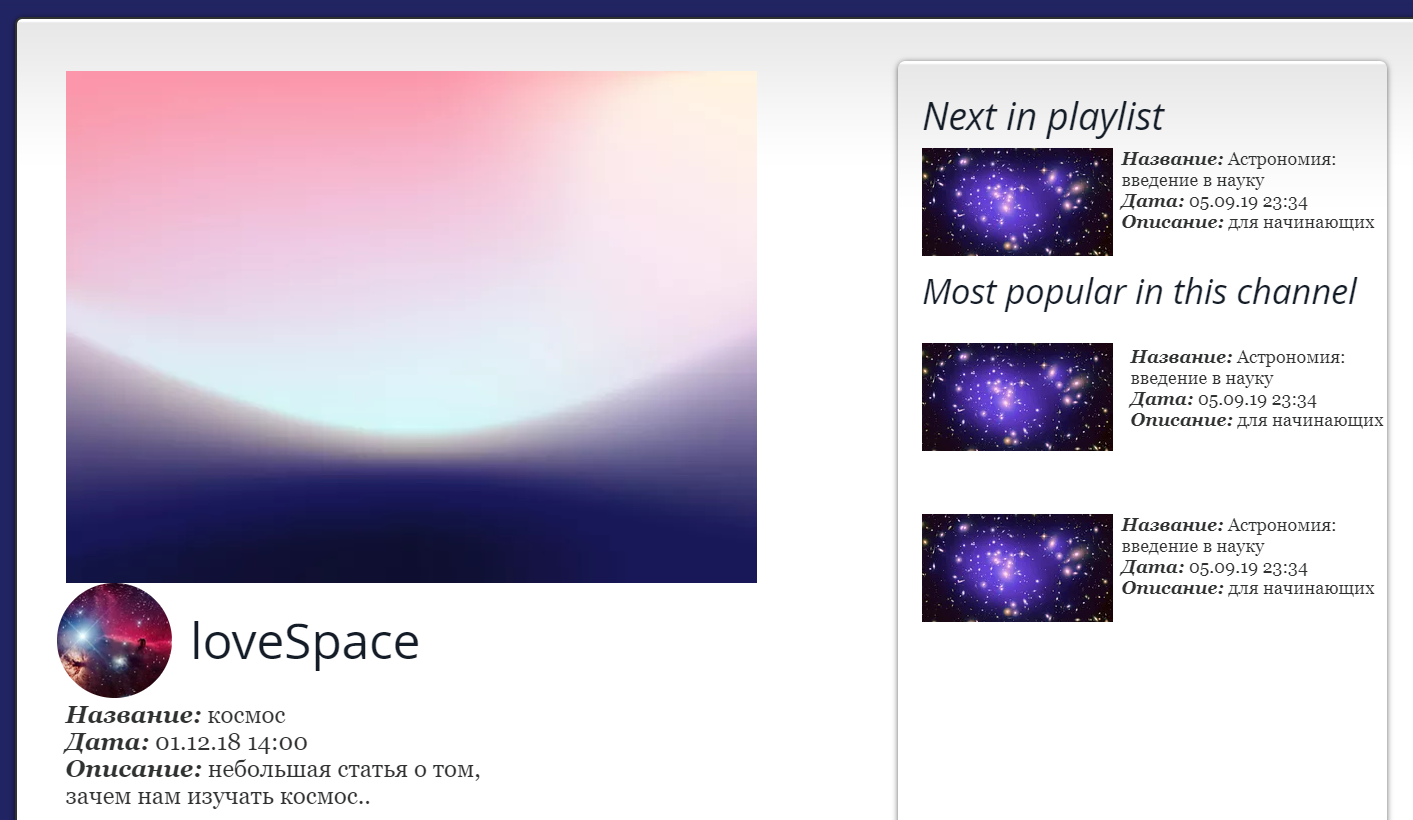 loveSpace
Название: космос
Дата: 01.12.18 14:00
Описание: небольшая статья о том,
зачем нам изучать космос..
Next in playlist
Название: Астрономия:
введение в науку
Дата: 05.09.19 23:34
Описание: для начинающих
Most popular in this channel
Название: Астрономия:
введение в науку
Дата: 05.09.19 23:34
Описание: для начинающих
Название: Астрономия:
введение в науку
Дата: 05.09.19 23:34
Описание: для начинающих